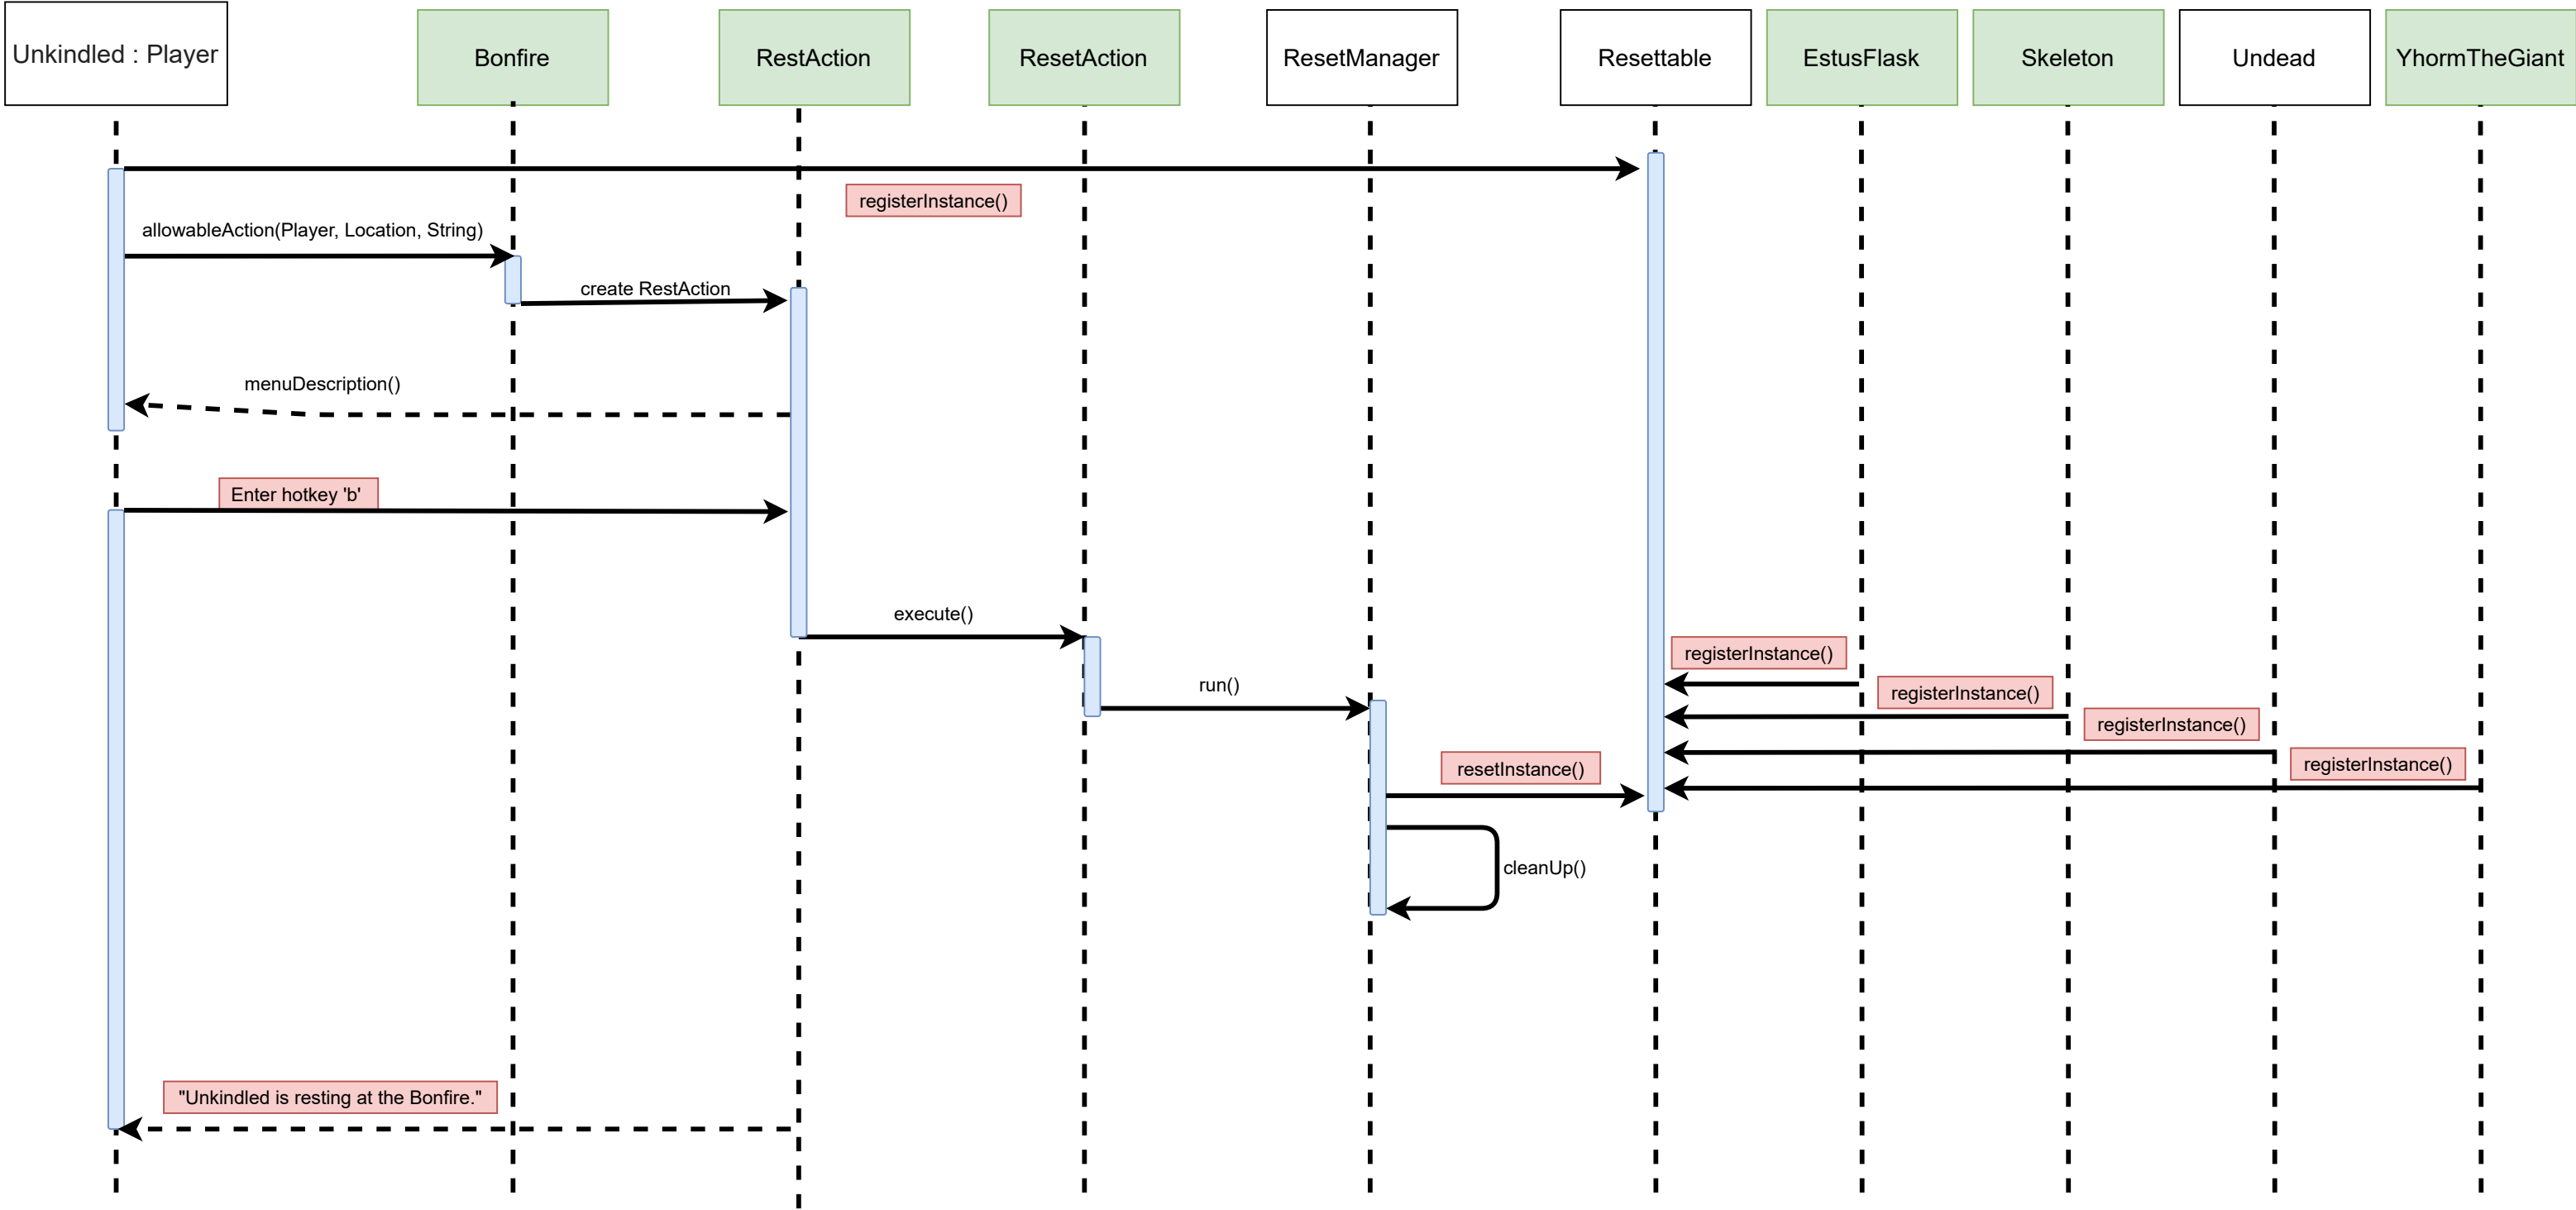 Unkindled : Player
Bonfire
RestAction
ResetAction
ResetManager
Resettable
EstusFlask
Skeleton
Undead
YhormTheGiant
registerInstance()
allowableAction(Player, Location, String)
create RestAction
menuDescription()
Enter hotkey 'b'
execute()
registerInstance()
run()
registerInstance()
registerInstance()
resetInstance()
registerInstance()
cleanUp()
"Unkindled is resting at the Bonfire."